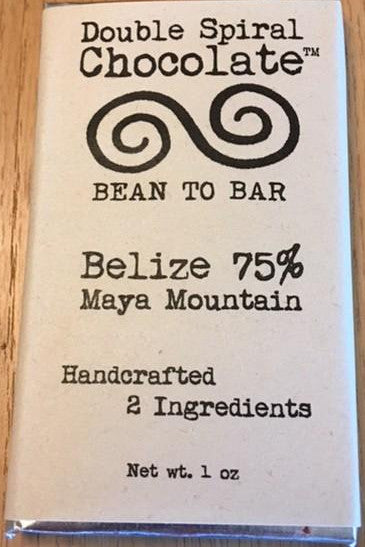 Double Spiral
Chocolate™
BEAN TO BAR
Belize 75%
Maya Mountain
Handcrafted
2 Ingredients
Net wt. 1 oz